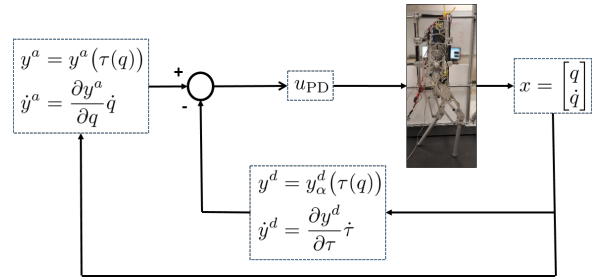 y^a = y^a(τ(q))
ẏ^a = ∂y^a/∂q q̇
+
-
u_PD
x = [q q̇]
y^d = y^d_α(τ(q))
ẏ^d = ∂y^d/∂τ τ̇